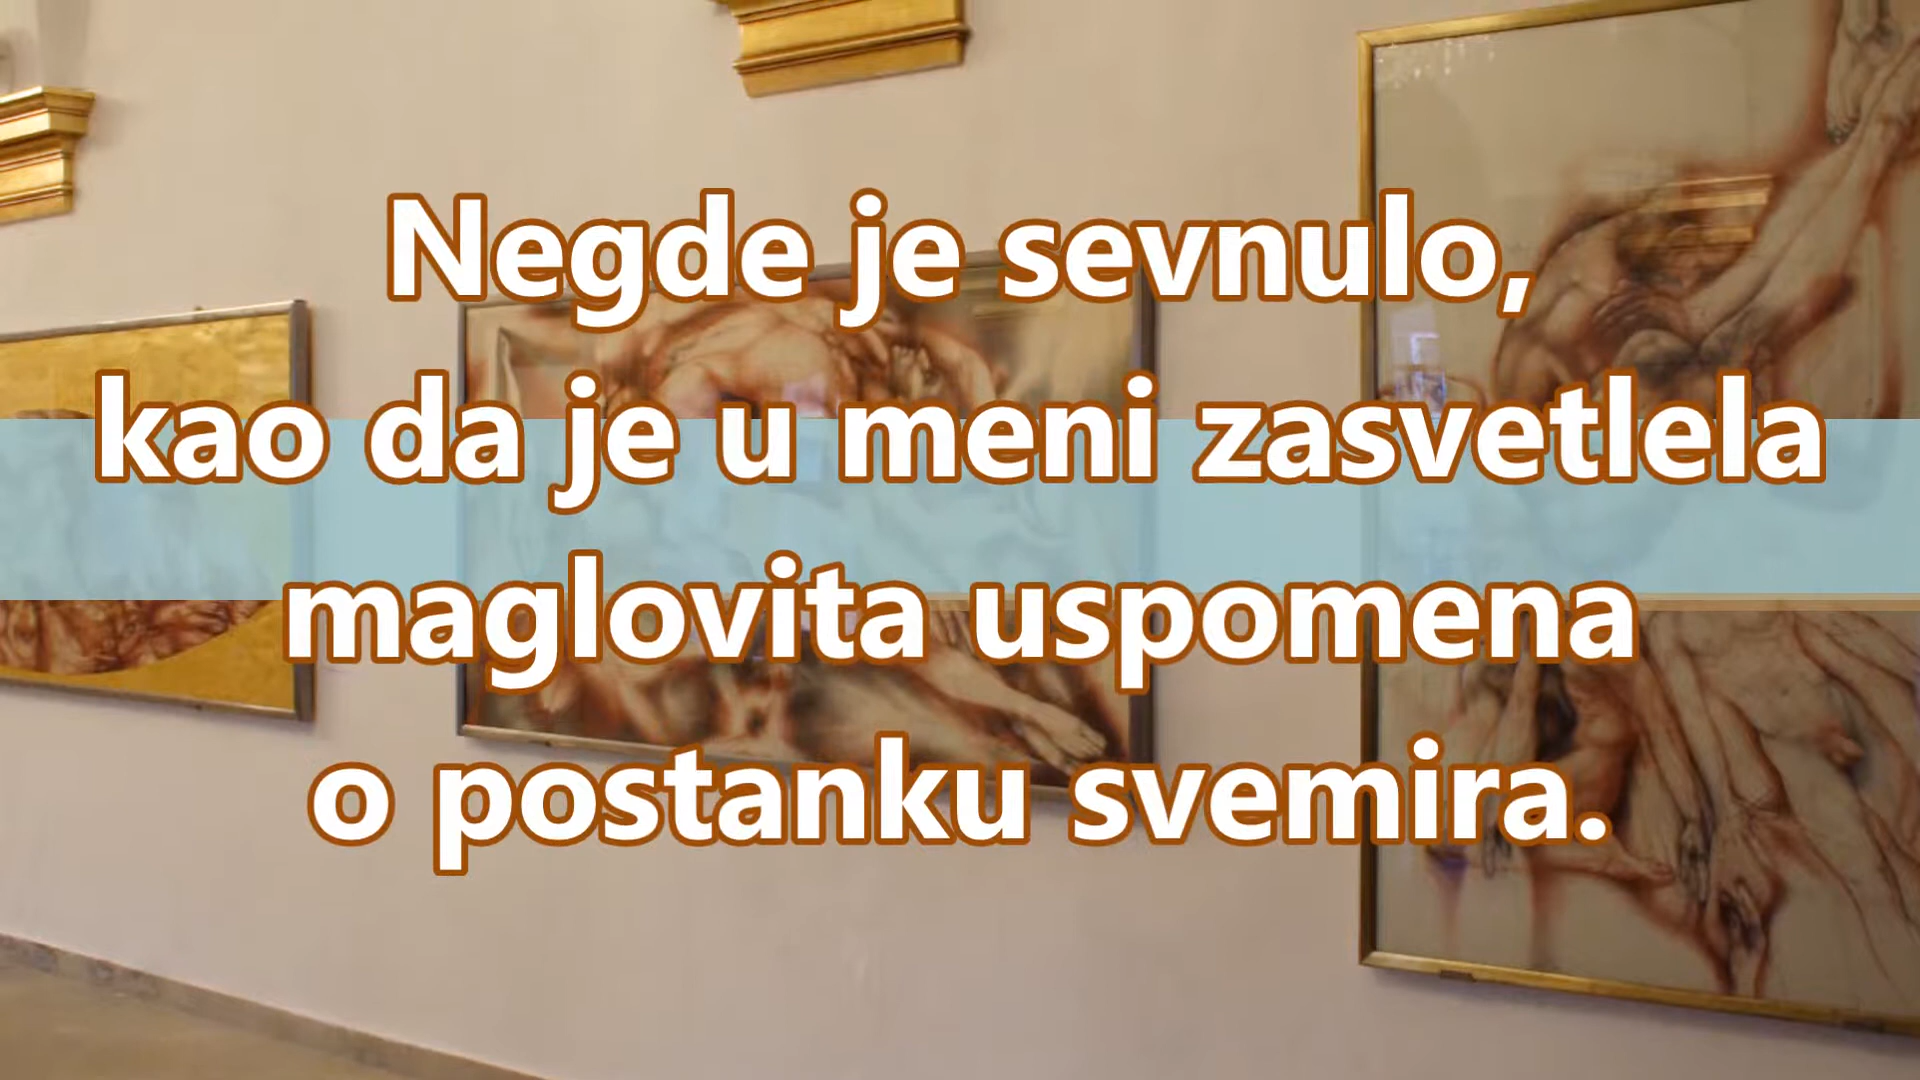 Negde je sevnulo,
kao da je u meni zasvetlela
maglovita uspomena
o postanku svemira.